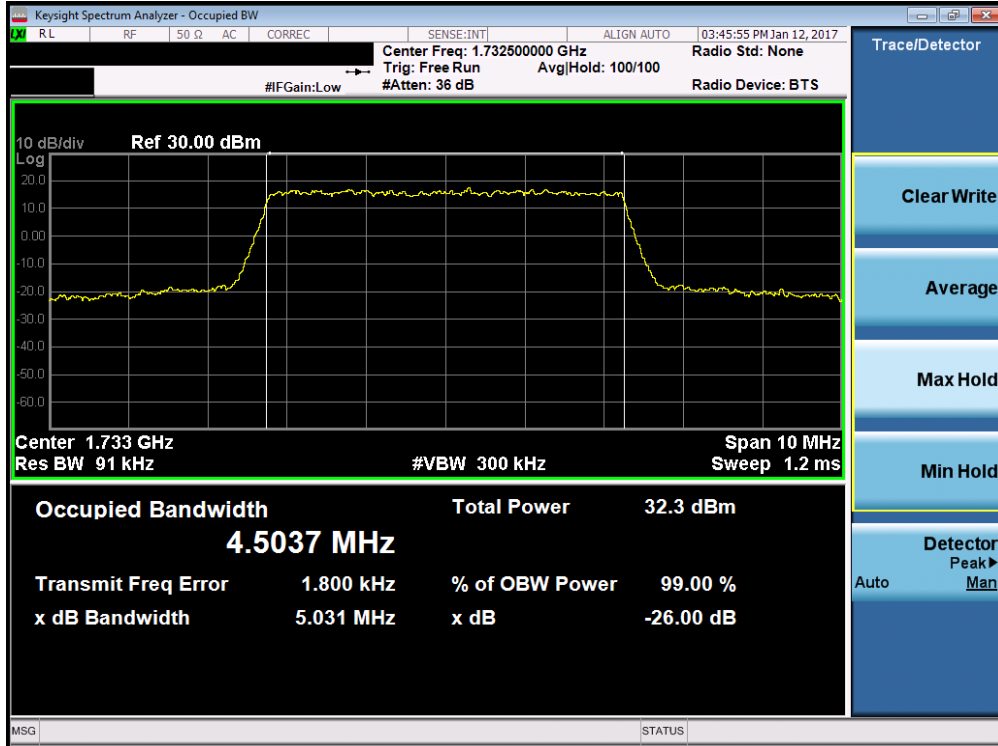 Keysight Spectrum Analyzer - Occupied BW
LXI RL RF 50 Ω AC CORREC SENSE:INT ALIGN AUTO 03:45:55 PM Jan 12, 2017
Center Freq: 1.732500000 GHz Radio Std: None
Trig: Free Run Avg|Hold: 100/100
#IFGain:Low #Atten: 36 dB Radio Device: BTS
10 dB/div Ref 30.00 dBm
Log
20.0
10.0
0.00
-10.0
-20.0
-30.0
-40.0
-50.0
-60.0
Center 1.733 GHz Span 10 MHz
Res BW 91 kHz #VBW 300 kHz Sweep 1.2 ms
Occupied Bandwidth Total Power 32.3 dBm
4.5037 MHz
Transmit Freq Error 1.800 kHz % of OBW Power 99.00 %
x dB Bandwidth 5.031 MHz x dB -26.00 dB
MSG STATUS
Trace/Detector
Clear Write
Average
Max Hold
Min Hold
Detector
Peak▶
Auto Man